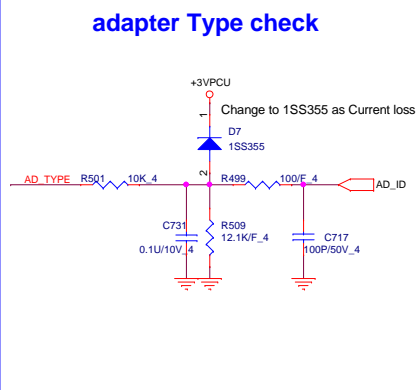 adapter Type check
+3VPCU
Change to 1SS355 as Current loss
1
D7
1SS355
2
AD_TYPE R501 10K_4 R499 100/F_4 AD_ID
C731 R509 C717
0.1U/10V_4 12.1K/F_4 100P/50V_4